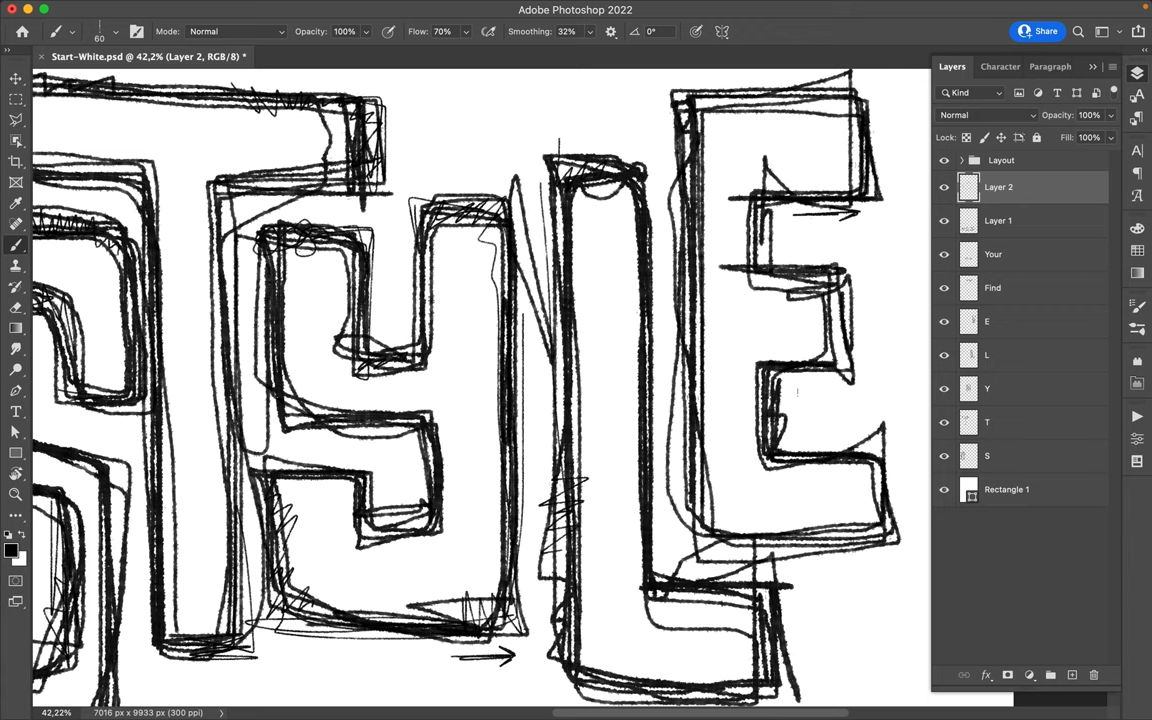 Adobe Photoshop 2022
60
Mode: Normal
Opacity: 100%
Flow: 70%
Smoothing: 32%
0°
Share
Start-White.psd @ 42,2% (Layer 2, RGB/8) *
STYLE
Layers
Character
Paragraph
Kind
Normal
Opacity: 100%
Lock:
Fill: 100%
Layout
Layer 2
Layer 1
Your
Find
E
L
Y
T
S
Rectangle 1
42,22%
7016 px x 9933 px (300 ppi)